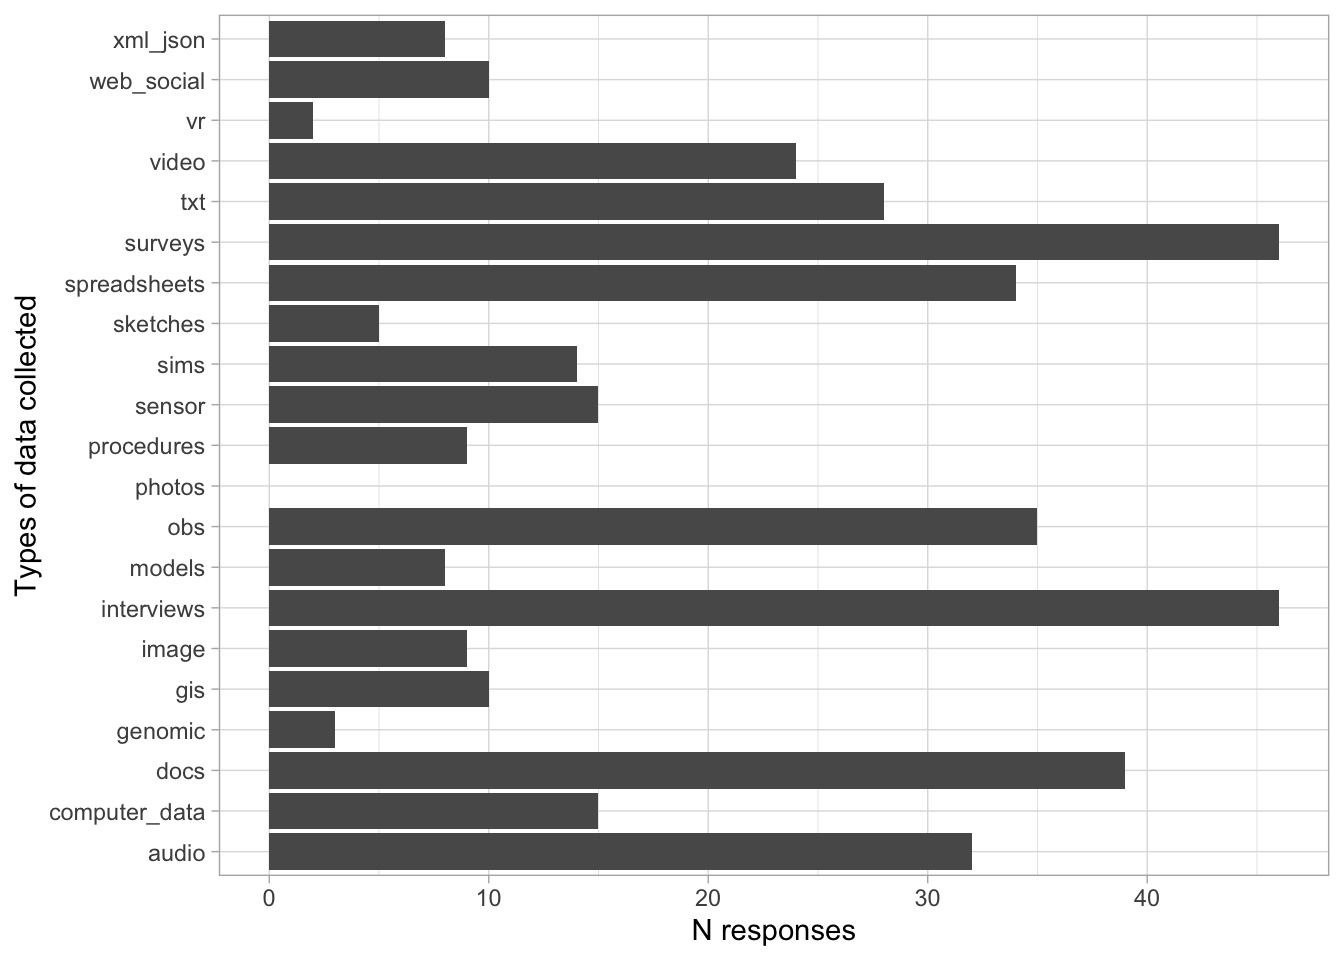 xml_json
web_social
vr
video
txt
surveys
spreadsheets
sketches
sims
sensor
procedures
photos
obs
models
interviews
image
gis
genomic
docs
computer_data
audio
Types of data collected
0 10 20 30 40
N responses